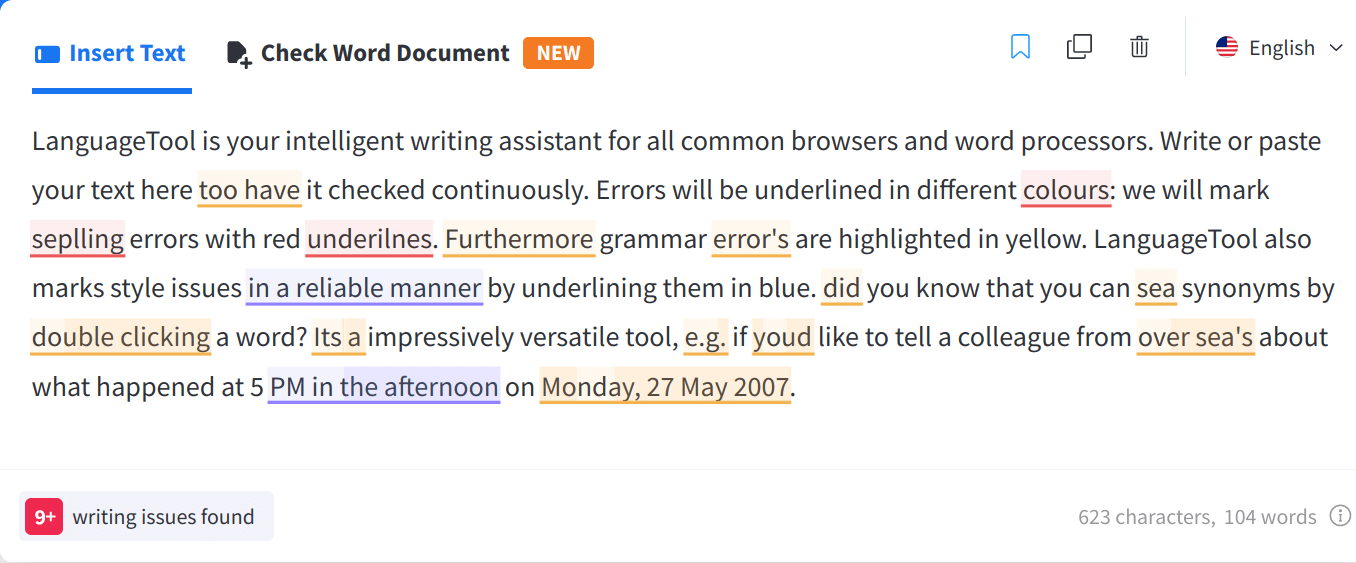 Insert Text Check Word Document NEW English
LanguageTool is your intelligent writing assistant for all common browsers and word processors. Write or paste
your text here too have it checked continuously. Errors will be underlined in different colours: we will mark
seplling errors with red underilnes. Furthermore grammar error's are highlighted in yellow. LanguageTool also
marks style issues in a reliable manner by underlining them in blue. did you know that you can sea synonyms by
double clicking a word? Its a impressively versatile tool, e.g. if youd like to tell a colleague from over sea's about
what happened at 5 PM in the afternoon on Monday, 27 May 2007.
9+ writing issues found 623 characters, 104 words